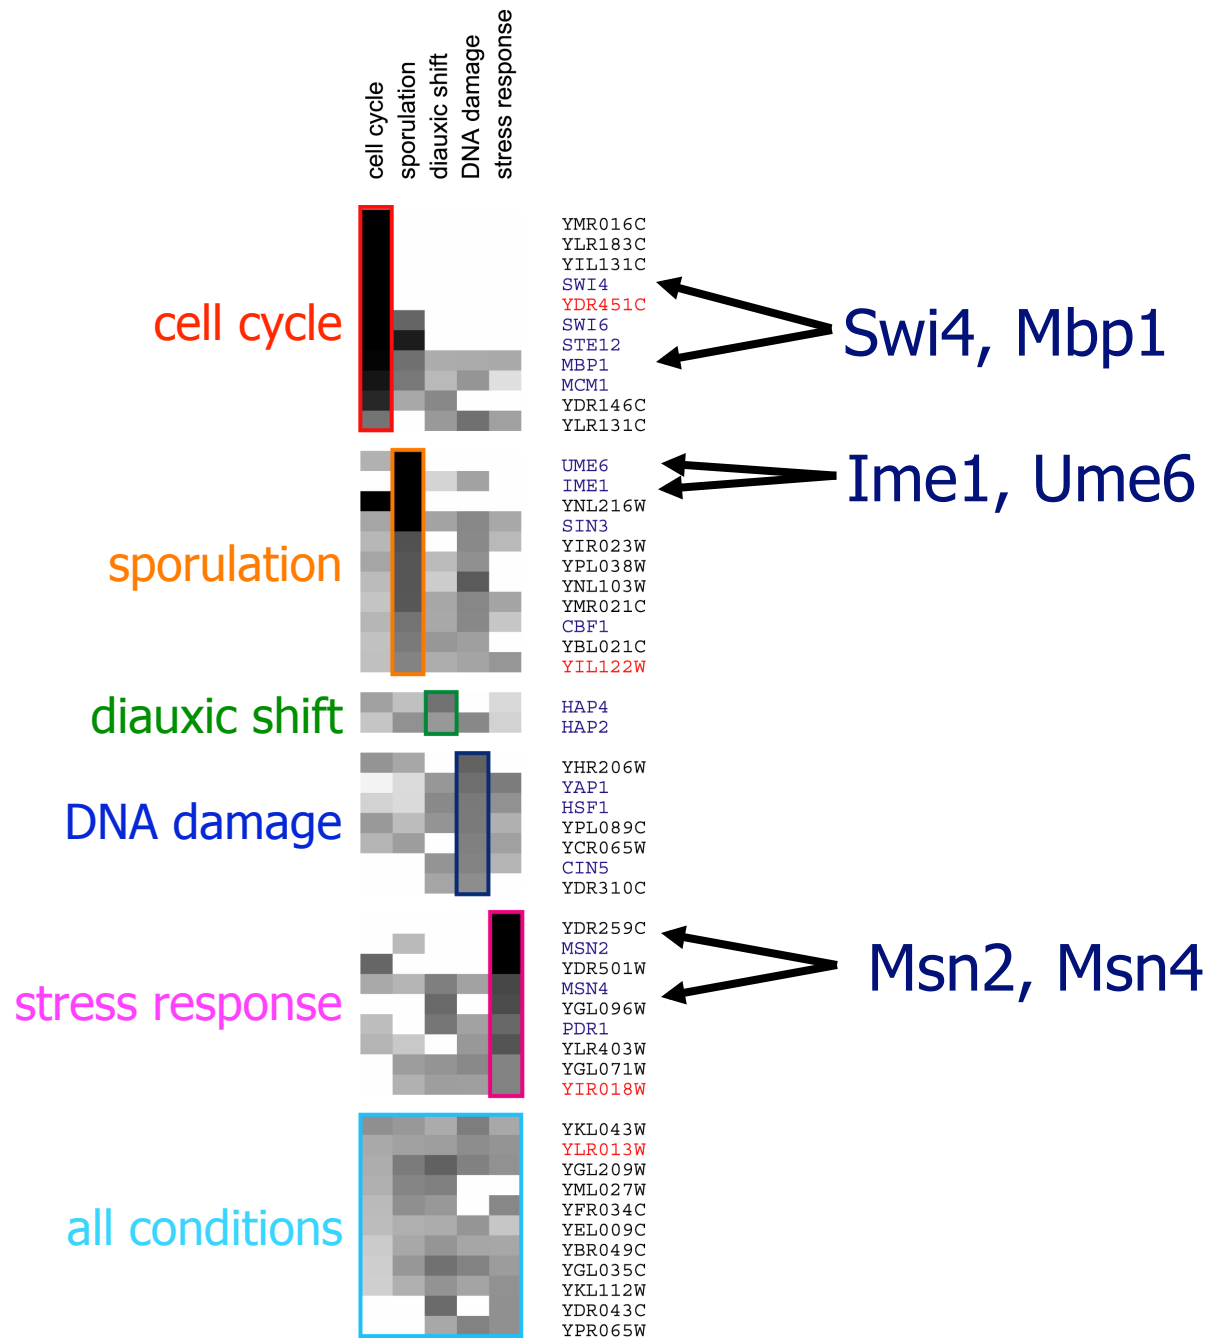 cell cycle
sporulation
diauxic shift
DNA damage
stress response
cell cycle
YMR016C
YLR183C
YIL131C
SWI4
YDR451C
SWI6
STE12
MBP1
MCM1
YDR146C
YLR131C
Swi4, Mbp1
sporulation
UME6
IME1
YNL216W
SIN3
YIR023W
YPL038W
YNL103W
YMR021C
CBF1
YBL021C
YIL122W
Ime1, Ume6
diauxic shift
HAP4
HAP2
DNA damage
YHR206W
YAP1
HSF1
YPL089C
YCR065W
CIN5
YDR310C
stress response
YDR259C
MSN2
YDR501W
MSN4
YGL096W
PDR1
YLR403W
YGL071W
YIR018W
Msn2, Msn4
all conditions
YKL043W
YLR013W
YGL209W
YML027W
YFR034C
YEL009C
YBR049C
YGL035C
YKL112W
YDR043C
YPR065W